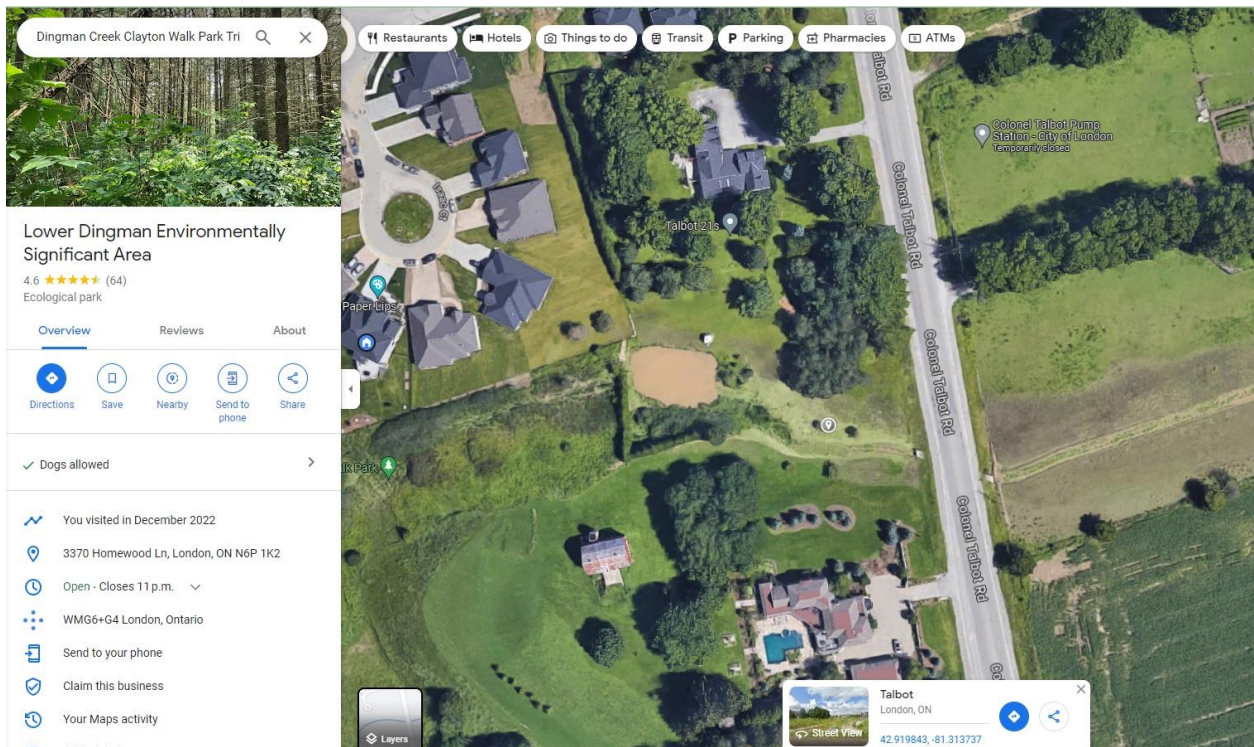 Dingman Creek Clayton Walk Park Tri
Restaurants
Hotels
Things to do
Transit
P Parking
Pharmacies
ATMs
Lower Dingman Environmentally
Significant Area
4.6 ★★★★★ (64)
Ecological park
Overview
Reviews
About
Directions
Save
Nearby
Send to
phone
Share
Dogs allowed
You visited in December 2022
3370 Homewood Ln, London, ON N6P 1K2
Open · Closes 11 p.m.
WMG6+G4 London, Ontario
Send to your phone
Claim this business
Your Maps activity
Isaac Ct
Paper Lips
Talbot 21s
lk Park
Talbot Rd
Colonel Talbot Rd
Colonel Talbot Rd
Colonel Talbot Rd
Co
Colonel Talbot Pump
Station - City of London
Temporarily closed
Layers
Street View
Talbot
London, ON
42.919843, -81.313737